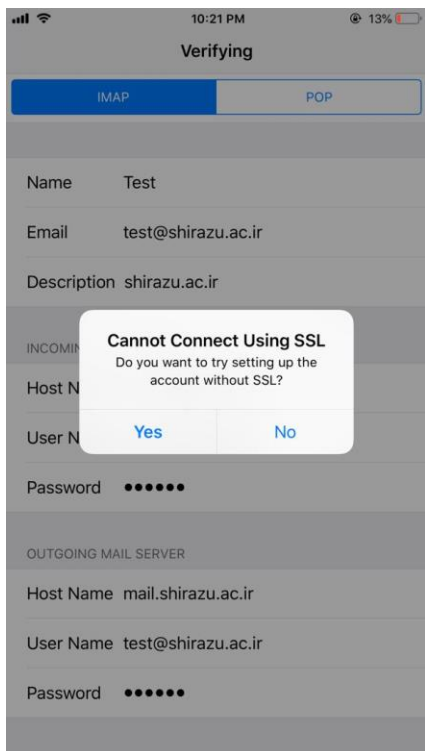 10:21 PM 13%
Verifying
IMAP POP
Name Test
Email test@shirazu.ac.ir
Description shirazu.ac.ir
Cannot Connect Using SSL
Do you want to try setting up the
account without SSL?
Host N
User N
Yes No
Password ●●●●●●
OUTGOING MAIL SERVER
Host Name mail.shirazu.ac.ir
User Name test@shirazu.ac.ir
Password ●●●●●●